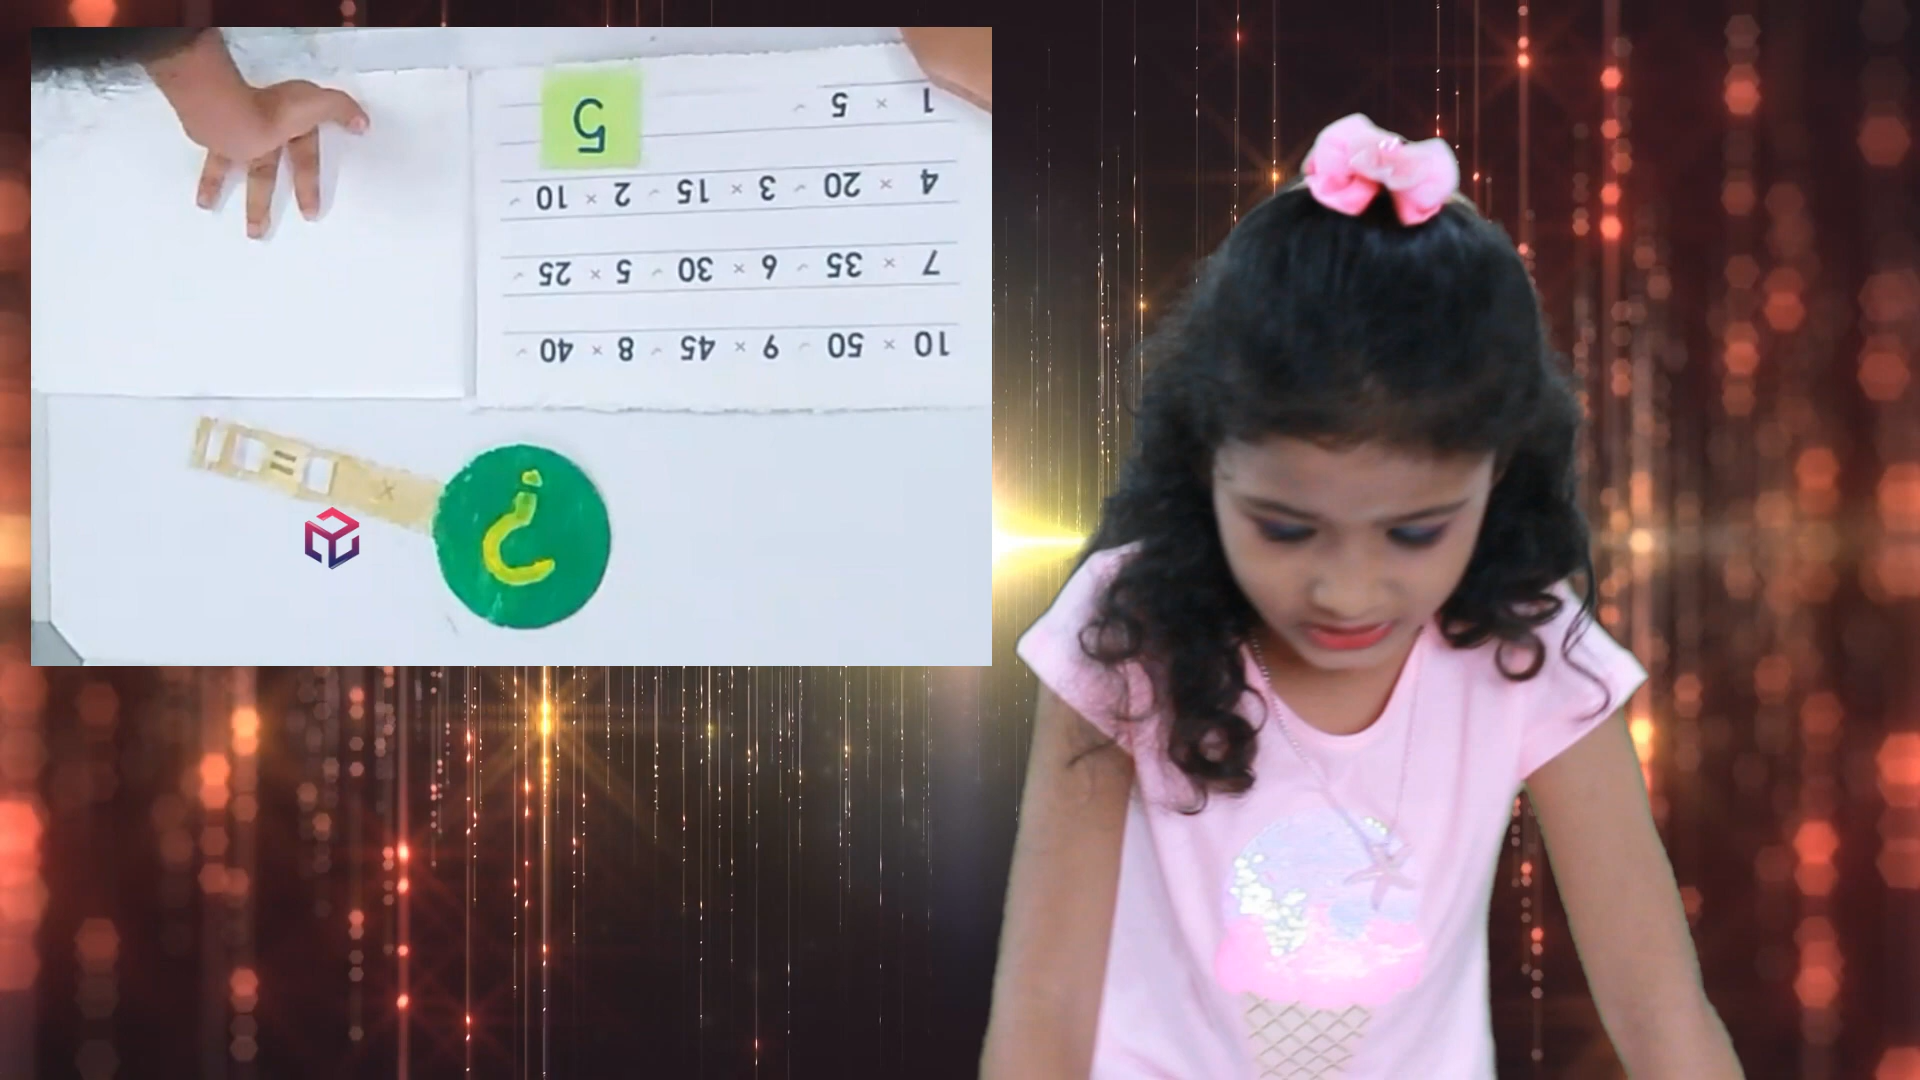 ?
× =
10 × 50 - 9 × 45 - 8 × 40 -
7 × 35 - 6 × 30 - 5 × 25 -
4 × 20 - 3 × 15 - 2 × 10 -
1 × 5 -
5